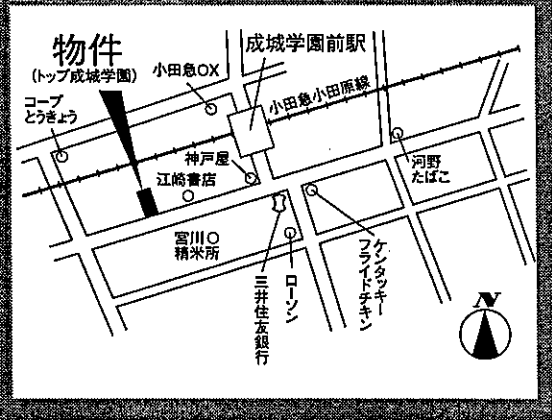 物件
(トップ成城学園)
成城学園前駅
小田急OX
小田急小田原線
コープ
とうきょう
神戸屋
江崎書店
河野
たばこ
宮川
精米所
ケンタッキー
フライドチキン
ローソン
三井住友銀行
N